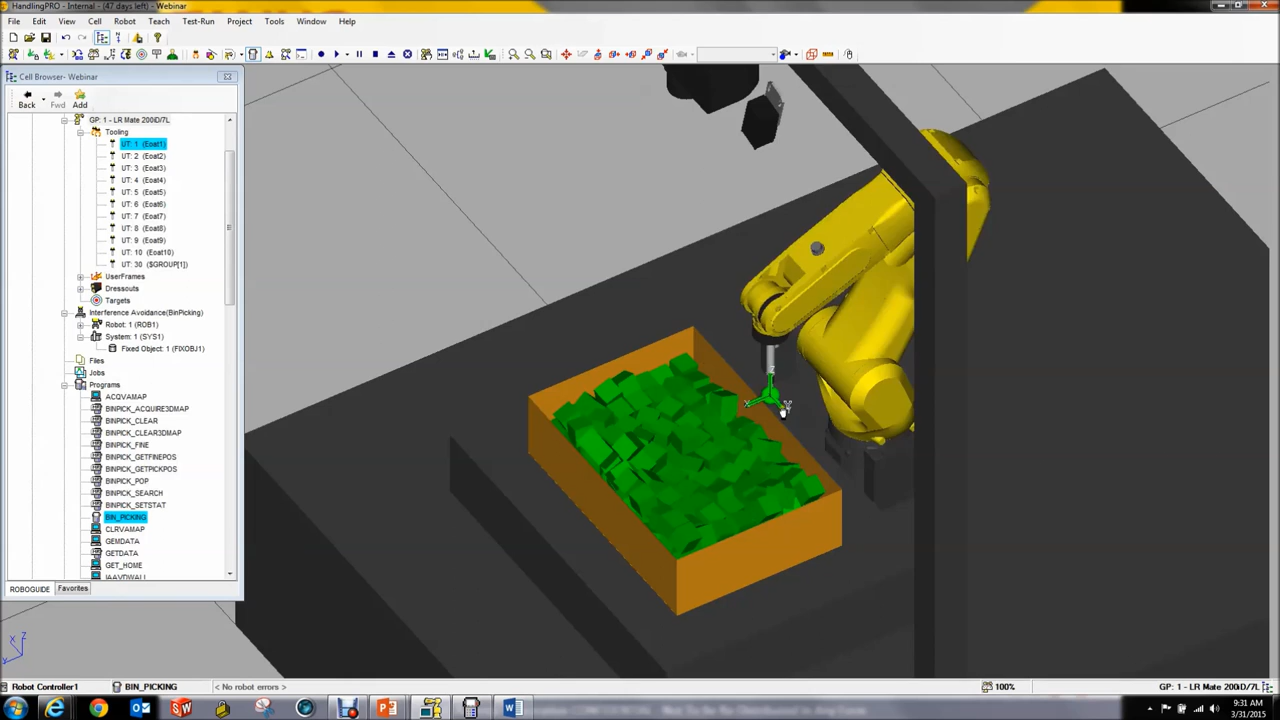 HandlingPRO - Internal - (47 days left) - Webinar
File Edit View Cell Robot Teach Test-Run Project Tools Window Help
Cell Browser- Webinar
Back Fwd Add
GP: 1 - LR Mate 200iD/7L
Tooling
UT: 1 (Eoat1)
UT: 2 (Eoat2)
UT: 3 (Eoat3)
UT: 4 (Eoat4)
UT: 5 (Eoat5)
UT: 6 (Eoat6)
UT: 7 (Eoat7)
UT: 8 (Eoat8)
UT: 9 (Eoat9)
UT: 10 (Eoat10)
UT: 30 ($GROUP[1])
UserFrames
Dressouts
Targets
Interference Avoidance(BinPicking)
Robot: 1 (ROB1)
System: 1 (SYS1)
Fixed Object: 1 (FIXOBJ1)
Files
Jobs
Programs
ACQVAMAP
BINPICK_ACQUIRE3DMAP
BINPICK_CLEAR
BINPICK_CLEAR3DMAP
BINPICK_FINE
BINPICK_GETFINEPOS
BINPICK_GETPICKPOS
BINPICK_POP
BINPICK_SEARCH
BINPICK_SETSTAT
BIN_PICKING
CLRVAMAP
GEMDATA
GETDATA
GET_HOME
IAAVDWALL
ROBOGUIDE Favorites
Robot Controller1 BIN_PICKING < No robot errors > 100% GP: 1 - LR Mate 200iD/7L
9:31 AM
3/31/2015